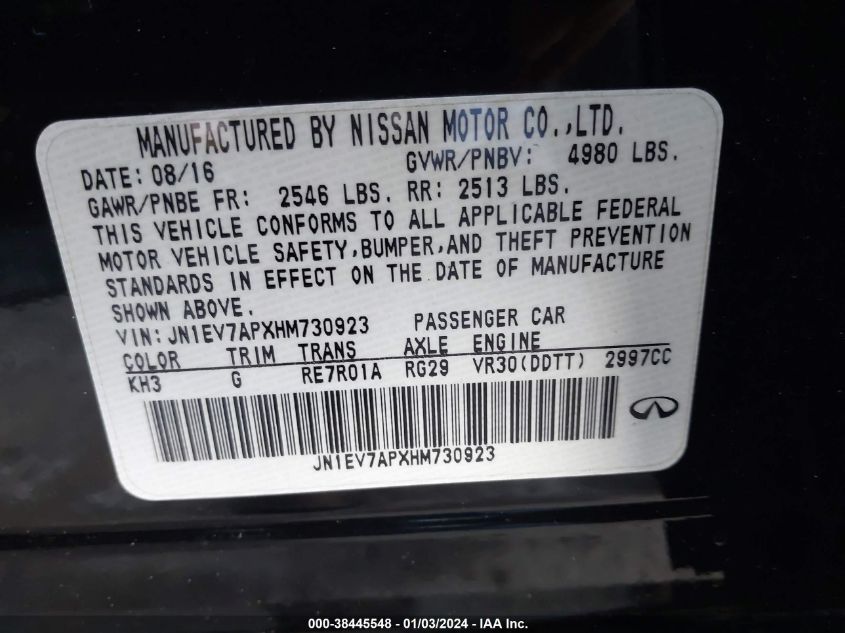 MANUFACTURED BY NISSAN MOTOR CO.,LTD.
DATE: 08/16 GVWR/PNBV: 4980 LBS.
GAWR/PNBE FR: 2546 LBS. RR: 2513 LBS.
THIS VEHICLE CONFORMS TO ALL APPLICABLE FEDERAL
MOTOR VEHICLE SAFETY,BUMPER,AND THEFT PREVENTION
STANDARDS IN EFFECT ON THE DATE OF MANUFACTURE
SHOWN ABOVE.
VIN:JN1EV7APXHM730923 PASSENGER CAR
COLOR TRIM TRANS AXLE ENGINE
KH3 G RE7R01A RG29 VR30(DDTT) 2997CC
JN1EV7APXHM730923
000-38445548 - 01/03/2024 - IAA Inc.